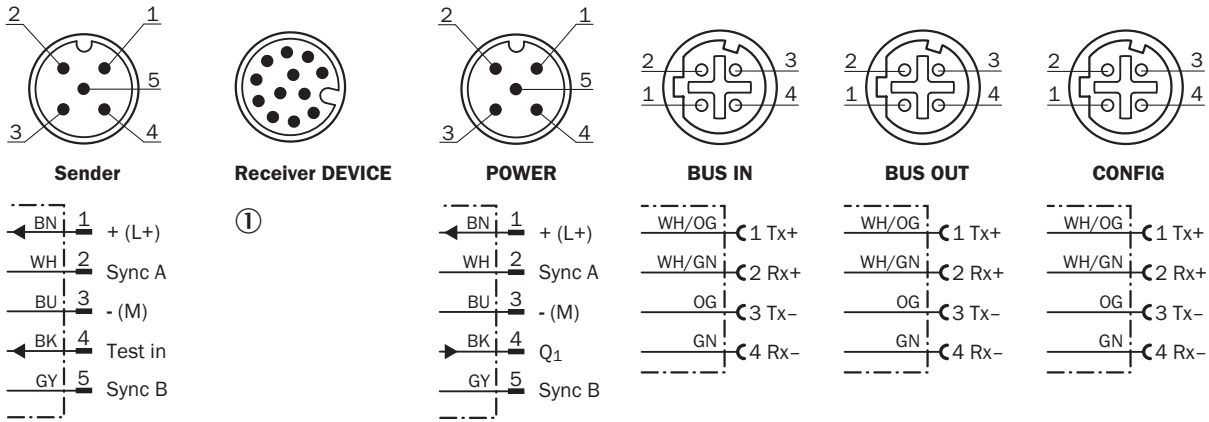 2 1
5
3 4
Sender
BN 1 + (L+)
WH 2 Sync A
BU 3 - (M)
BK 4 Test in
GY 5 Sync B
Receiver DEVICE
①
2 1
5
3 4
POWER
BN 1 + (L+)
WH 2 Sync A
BU 3 - (M)
BK 4 Q1
GY 5 Sync B
2 3
1 4
BUS IN
WH/OG 1 Tx+
WH/GN 2 Rx+
OG 3 Tx–
GN 4 Rx–
2 3
1 4
BUS OUT
WH/OG 1 Tx+
WH/GN 2 Rx+
OG 3 Tx–
GN 4 Rx–
2 3
1 4
CONFIG
WH/OG 1 Tx+
WH/GN 2 Rx+
OG 3 Tx–
GN 4 Rx–